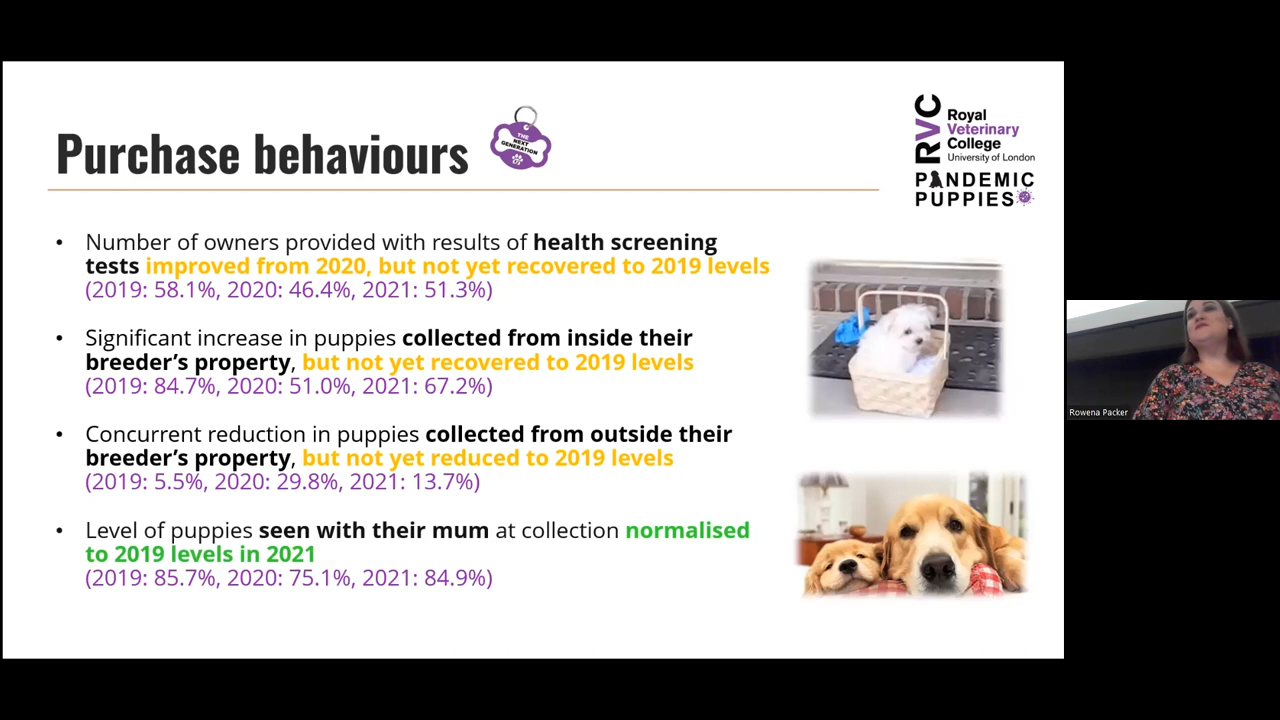 Purchase behaviours
THE
NEXT
GENERATION
RVC
Royal
Veterinary
College
University of London
PANDEMIC
PUPPIES
• Number of owners provided with results of health screening
tests improved from 2020, but not yet recovered to 2019 levels
(2019: 58.1%, 2020: 46.4%, 2021: 51.3%)
• Significant increase in puppies collected from inside their
breeder’s property, but not yet recovered to 2019 levels
(2019: 84.7%, 2020: 51.0%, 2021: 67.2%)
• Concurrent reduction in puppies collected from outside their
breeder’s property, but not yet reduced to 2019 levels
(2019: 5.5%, 2020: 29.8%, 2021: 13.7%)
• Level of puppies seen with their mum at collection normalised
to 2019 levels in 2021
(2019: 85.7%, 2020: 75.1%, 2021: 84.9%)
Rowena Packer